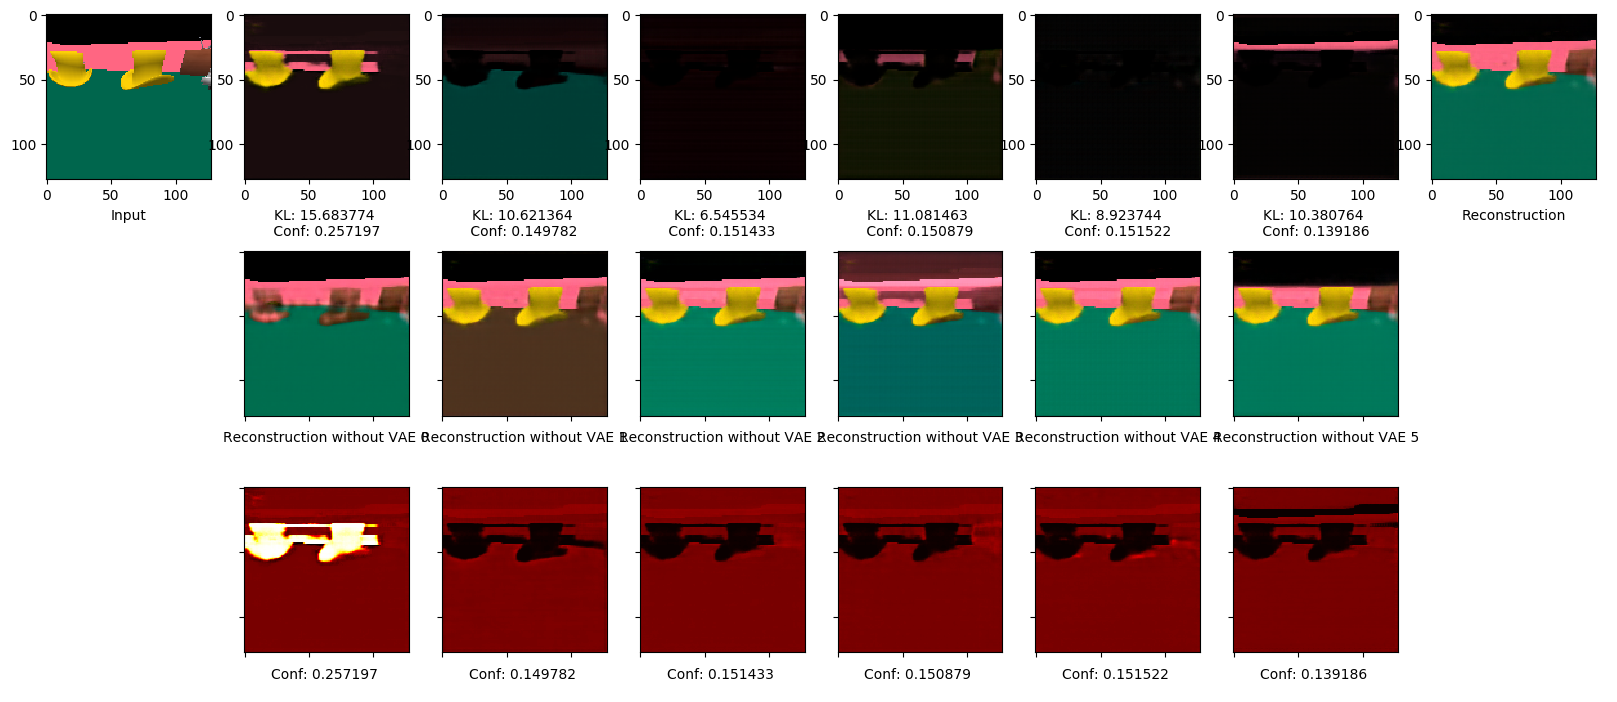 0
50
100
0
50
100
Input
0
50
100
0
50
100
KL: 15.683774
Conf: 0.257197
0
50
100
0
50
100
KL: 10.621364
Conf: 0.149782
0
50
100
0
50
100
KL: 6.545534
Conf: 0.151433
0
50
100
0
50
100
KL: 11.081463
Conf: 0.150879
0
50
100
0
50
100
KL: 8.923744
Conf: 0.151522
0
50
100
0
50
100
KL: 10.380764
Conf: 0.139186
0
50
100
0
50
100
Reconstruction
Reconstruction without VAE 0
Reconstruction without VAE 1
Reconstruction without VAE 2
Reconstruction without VAE 3
Reconstruction without VAE 4
Reconstruction without VAE 5
Conf: 0.257197
Conf: 0.149782
Conf: 0.151433
Conf: 0.150879
Conf: 0.151522
Conf: 0.139186